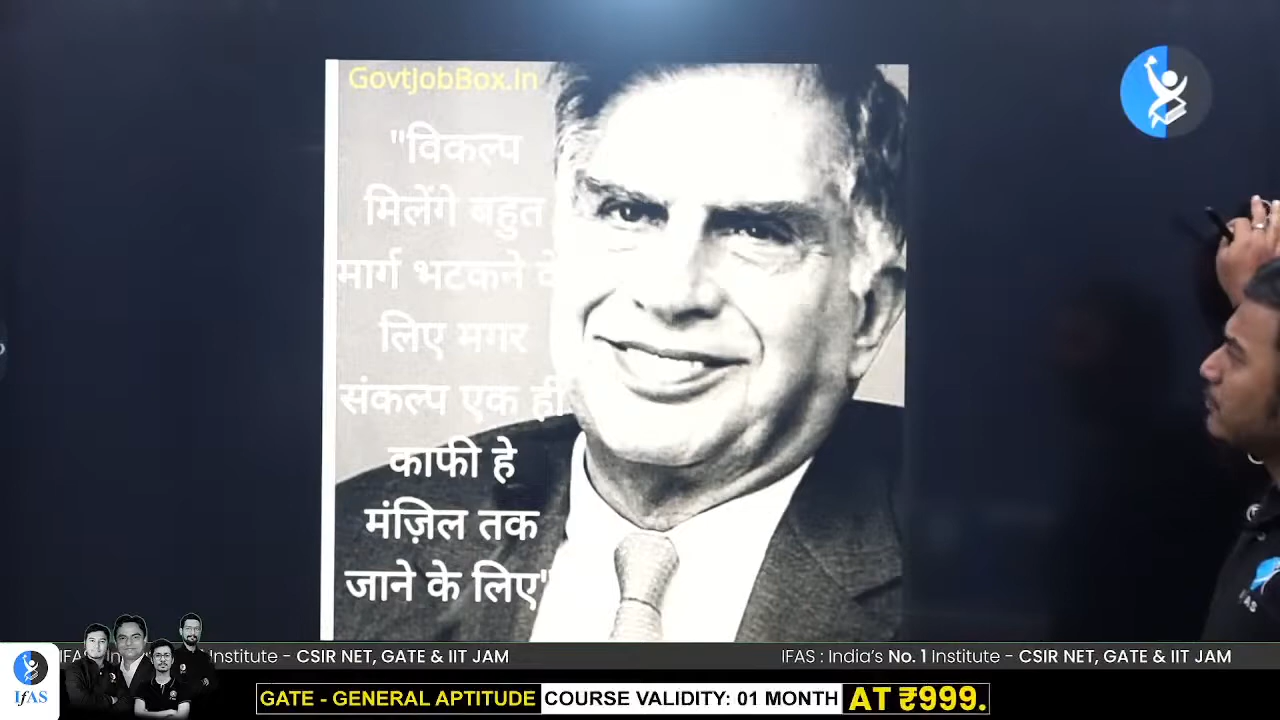 GovtJobBox.In
"विकल्प
मिलेंगे बहुत
मार्ग भटकने के
लिए मगर
संकल्प एक ही
काफी हे
मंज़िल तक
जाने के लिए"
Institute - CSIR NET, GATE & IIT JAM
IFAS : India's No. 1 Institute - CSIR NET, GATE & IIT JAM
IFAS
GATE - GENERAL APTITUDE COURSE VALIDITY: 01 MONTH AT ₹999.